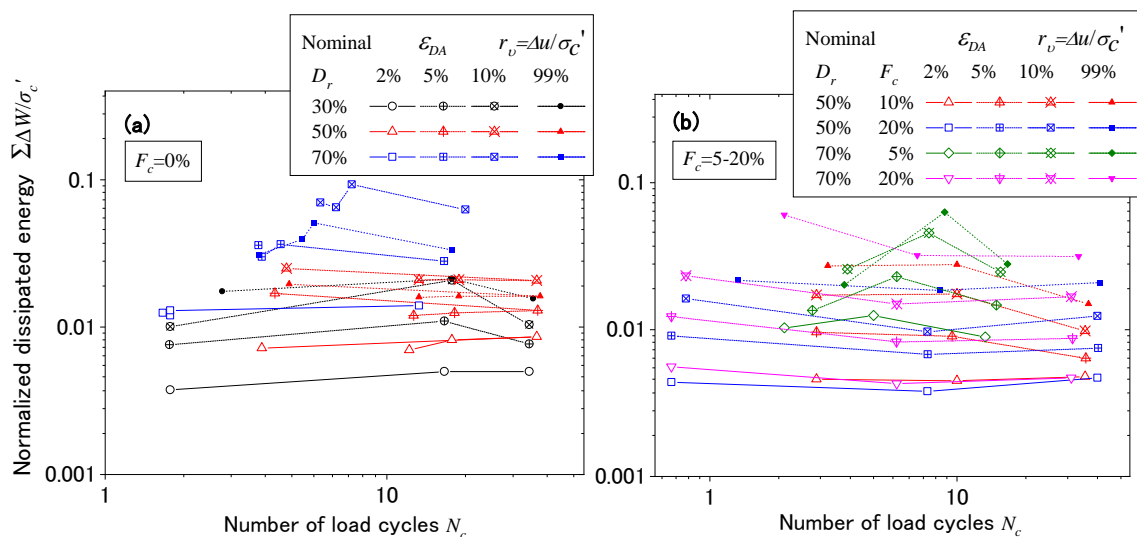 Nominal ε_DA r_υ=Δu/σ_C'
D_r 2% 5% 10% 99%
30%
50%
70%
(a)
F_c=0%
Normalized dissipated energy ΣΔW/σ_c'
0.1
0.01
0.001
1 10
Number of load cycles N_c
Nominal ε_DA r_υ=Δu/σ_C'
D_r F_c 2% 5% 10% 99%
50% 10%
50% 20%
70% 5%
70% 20%
(b)
F_c=5-20%
0.1
0.01
0.001
1 10
Number of load cycles N_c